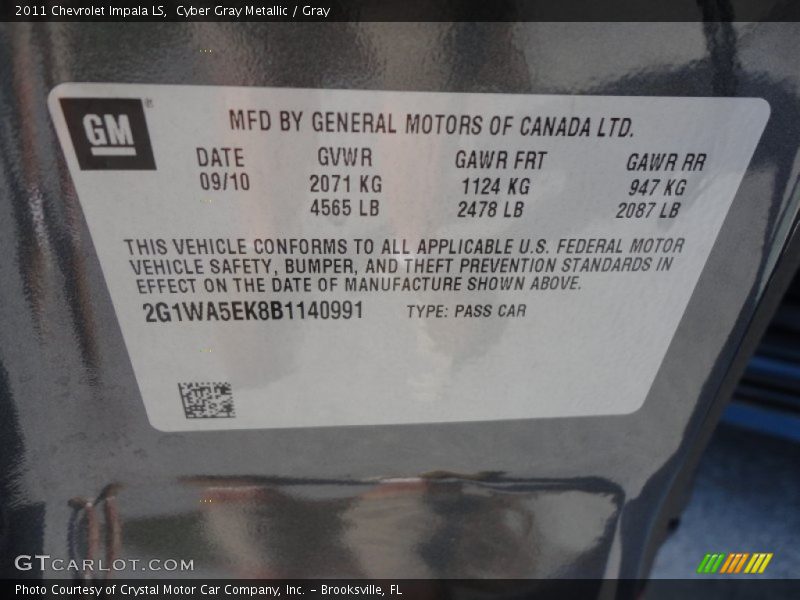 2011 Chevrolet Impala LS, Cyber Gray Metallic / Gray
GM
MFD BY GENERAL MOTORS OF CANADA LTD.
DATE GVWR GAWR FRT GAWR RR
09/10 2071 KG 1124 KG 947 KG
4565 LB 2478 LB 2087 LB
THIS VEHICLE CONFORMS TO ALL APPLICABLE U.S. FEDERAL MOTOR
VEHICLE SAFETY, BUMPER, AND THEFT PREVENTION STANDARDS IN
EFFECT ON THE DATE OF MANUFACTURE SHOWN ABOVE.
2G1WA5EK8B1140991 TYPE: PASS CAR
GTCARLOT.COM
Photo Courtesy of Crystal Motor Car Company, Inc. – Brooksville, FL